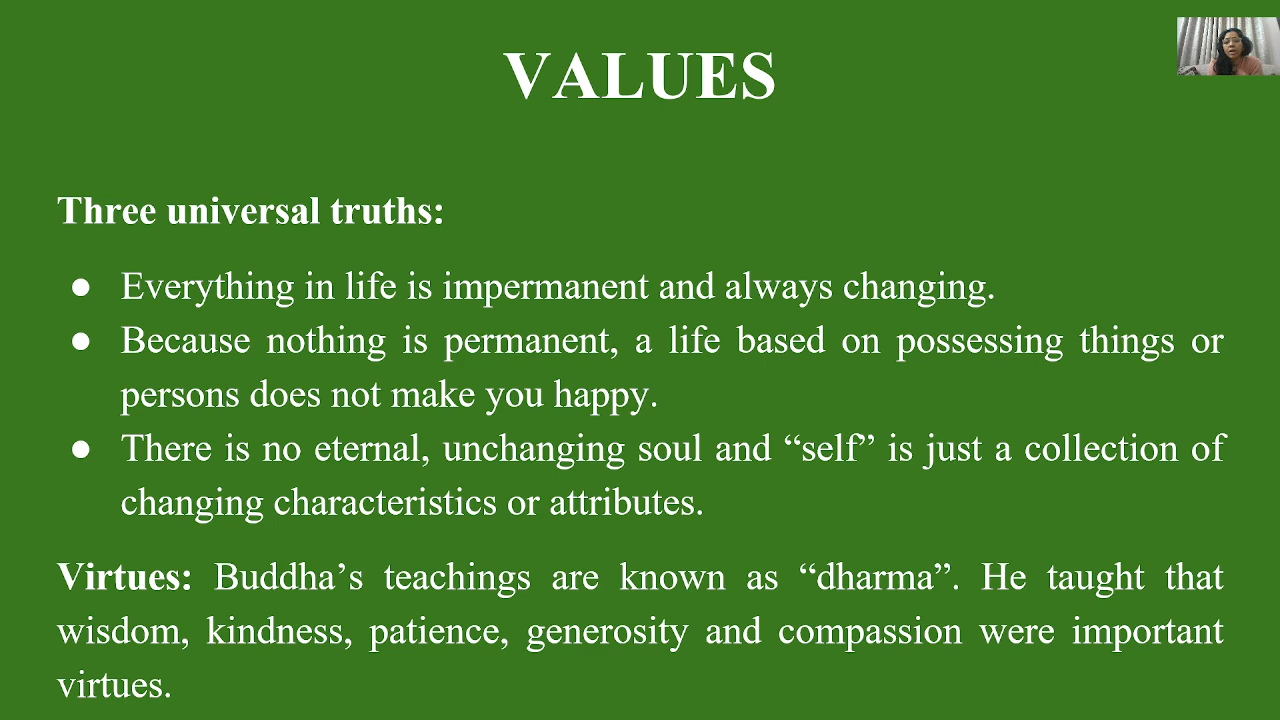 VALUES
Three universal truths:
● Everything in life is impermanent and always changing.
● Because nothing is permanent, a life based on possessing things or
persons does not make you happy.
● There is no eternal, unchanging soul and “self” is just a collection of
changing characteristics or attributes.
Virtues: Buddha’s teachings are known as “dharma”. He taught that
wisdom, kindness, patience, generosity and compassion were important
virtues.